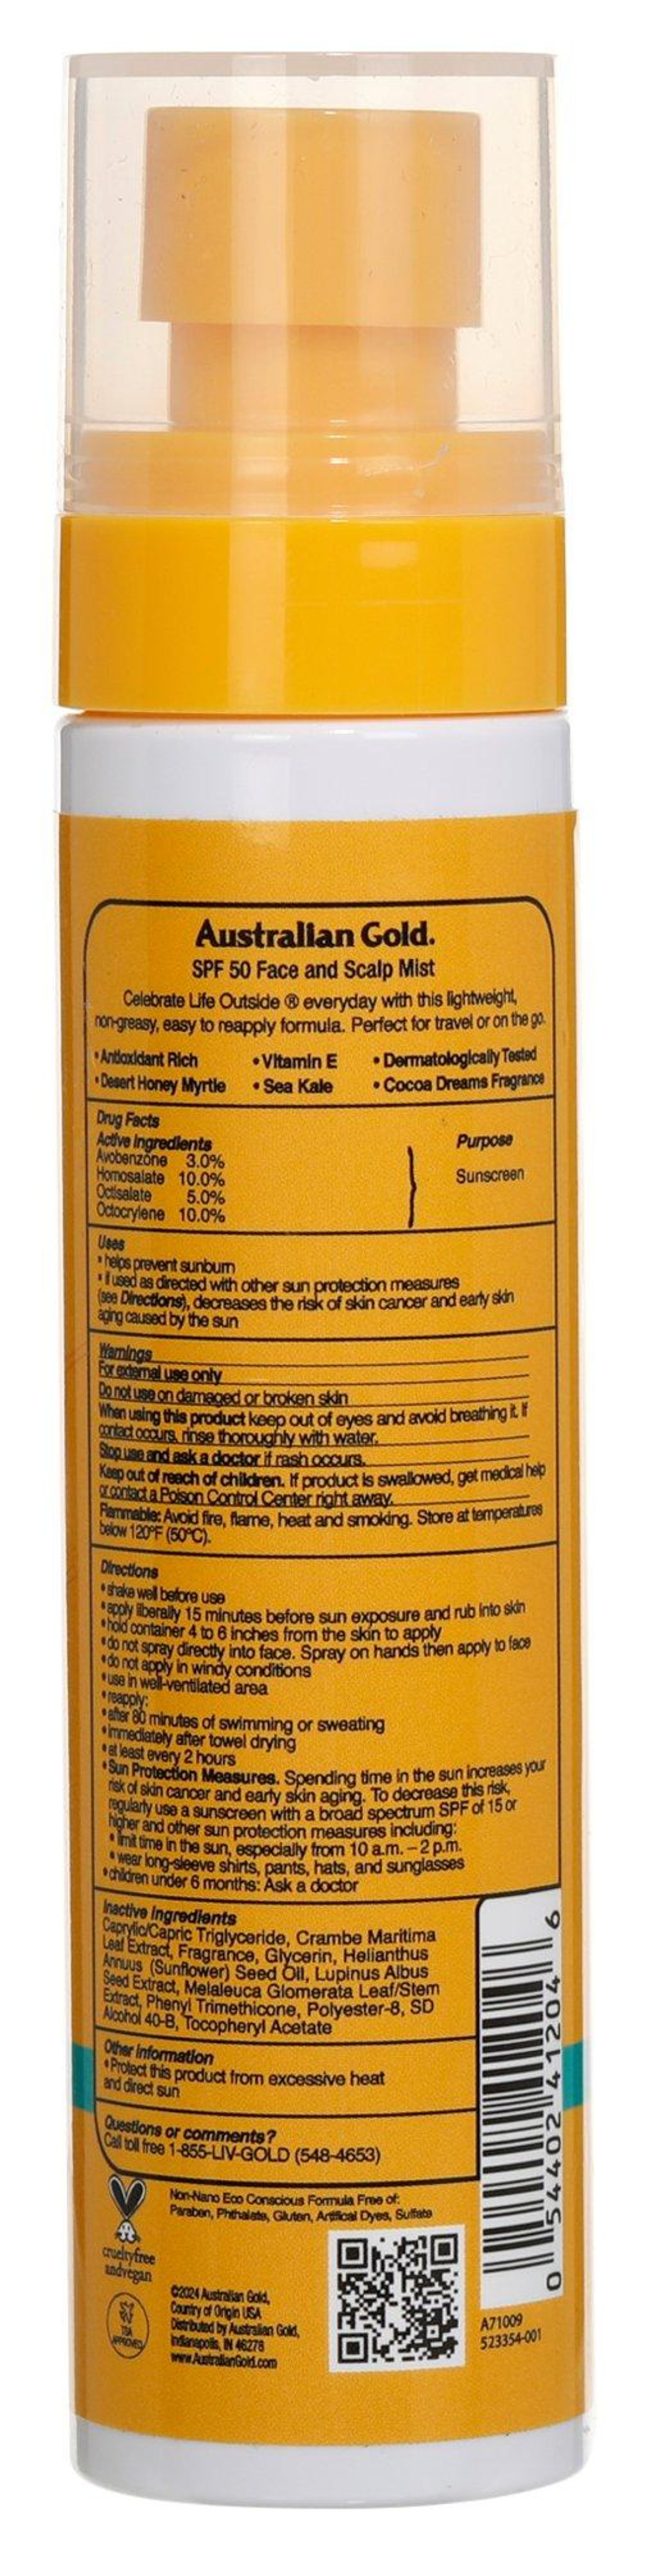 Australian Gold.
SPF 50 Face and Scalp Mist
Celebrate Life Outside ® everyday with this lightweight,
non-greasy, easy to reapply formula. Perfect for travel or on the go.
• Antioxidant Rich • Vitamin E • Dermatologically Tested
• Desert Honey Myrtle • Sea Kale • Cocoa Dreams Fragrance
Drug Facts
Active Ingredients Purpose
Avobenzone 3.0%
Homosalate 10.0% Sunscreen
Octisalate 5.0%
Octocrylene 10.0%
Uses
• helps prevent sunburn
• if used as directed with other sun protection measures
(see Directions), decreases the risk of skin cancer and early skin
aging caused by the sun
Warnings
For external use only
Do not use on damaged or broken skin
When using this product keep out of eyes and avoid breathing it. If
contact occurs, rinse thoroughly with water.
Stop use and ask a doctor if rash occurs.
Keep out of reach of children. If product is swallowed, get medical help
or contact a Poison Control Center right away.
Flammable: Avoid fire, flame, heat and smoking. Store at temperatures
below 120°F (50°C).
Directions
• shake well before use
• apply liberally 15 minutes before sun exposure and rub into skin
• hold container 4 to 6 inches from the skin to apply
• do not spray directly into face. Spray on hands then apply to face
• do not apply in windy conditions
• use in well-ventilated area
• reapply:
• after 80 minutes of swimming or sweating
• immediately after towel drying
• at least every 2 hours
• Sun Protection Measures. Spending time in the sun increases your
risk of skin cancer and early skin aging. To decrease this risk,
regularly use a sunscreen with a broad spectrum SPF of 15 or
higher and other sun protection measures including:
• limit time in the sun, especially from 10 a.m. – 2 p.m.
• wear long-sleeve shirts, pants, hats, and sunglasses
• children under 6 months: Ask a doctor
Inactive Ingredients
Caprylic/Capric Triglyceride, Crambe Maritima
Leaf Extract, Fragrance, Glycerin, Helianthus
Annuus (Sunflower) Seed Oil, Lupinus Albus
Seed Extract, Melaleuca Glomerata Leaf/Stem
Extract, Phenyl Trimethicone, Polyester-8, SD
Alcohol 40-B, Tocopheryl Acetate
Other Information
• Protect this product from excessive heat
and direct sun
Questions or comments?
Call toll free 1-855-LIV-GOLD (548-4653)
0 54402 41204 6
Non-Nano Eco Conscious Formula Free of:
Paraben, Phthalate, Gluten, Artifical Dyes, Sulfate
crueltyfree
andvegan
TSA
APPROVED
©2024 Australian Gold,
Country of Origin USA
Distributed by Australian Gold,
Indianapolis, IN 46278
www.AustralianGold.com
A71009
523354-001